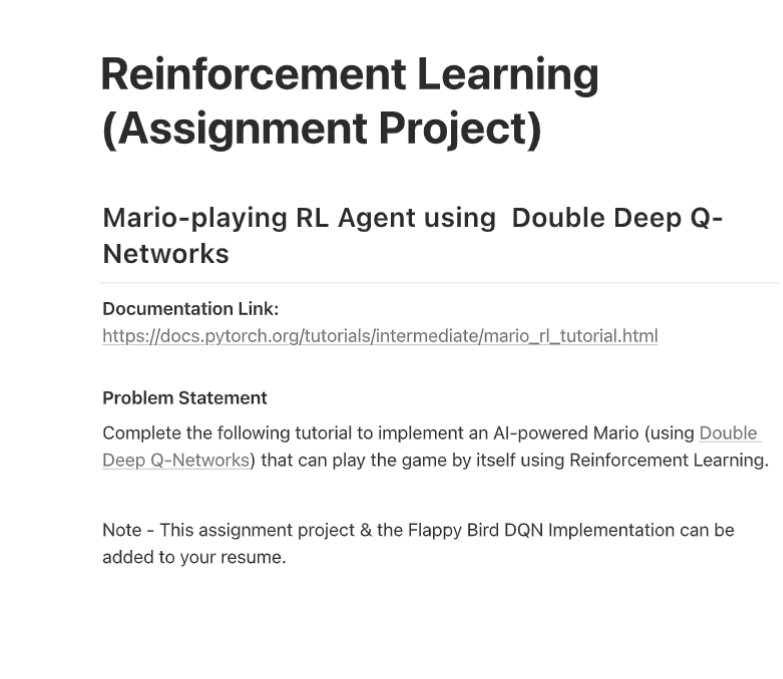 Reinforcement Learning
(Assignment Project)
Mario-playing RL Agent using  Double Deep Q-
Networks
Documentation Link:
https://docs.pytorch.org/tutorials/intermediate/mario_rl_tutorial.html
Problem Statement
Complete the following tutorial to implement an AI-powered Mario (using Double
Deep Q-Networks) that can play the game by itself using Reinforcement Learning.
Note - This assignment project & the Flappy Bird DQN Implementation can be
added to your resume.